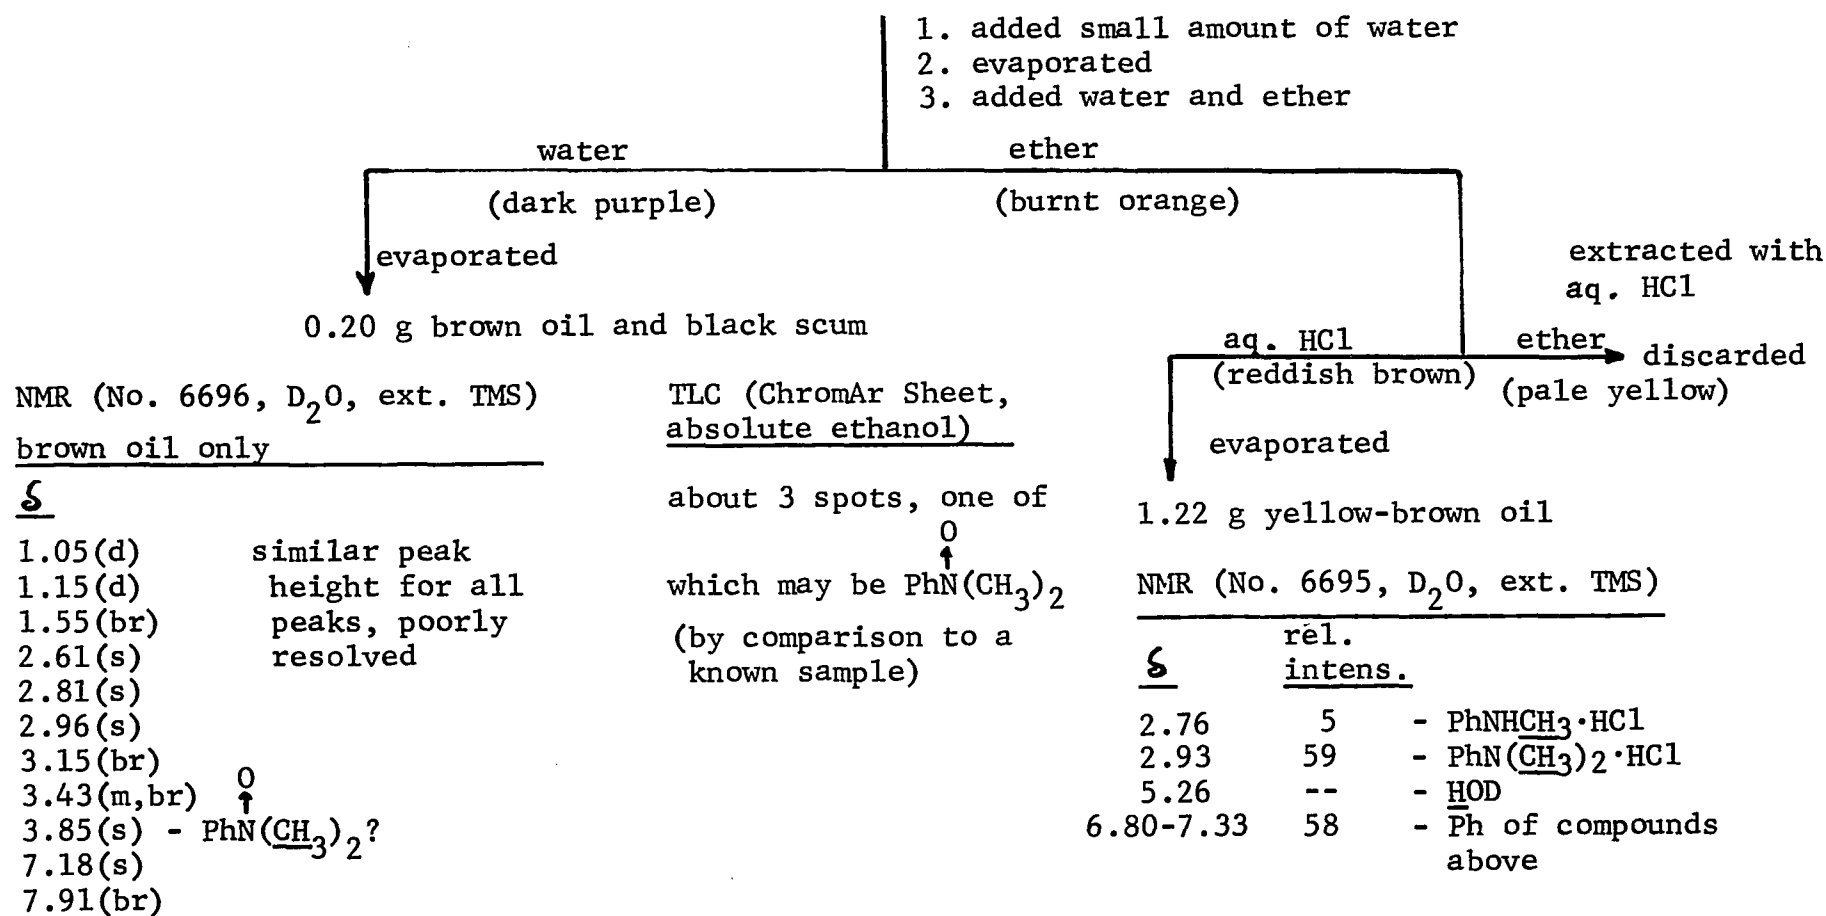 1. added small amount of water
2. evaporated
3. added water and ether
water
ether
(dark purple)
(burnt orange)
evaporated
0.20 g brown oil and black scum
extracted with
aq. HCl
aq. HCl
(reddish brown)
ether
(pale yellow)
discarded
evaporated
1.22 g yellow-brown oil
NMR (No. 6696, D2O, ext. TMS)
brown oil only
δ
1.05(d) similar peak
1.15(d) height for all
1.55(br) peaks, poorly
2.61(s) resolved
2.81(s)
2.96(s)
3.15(br)
3.43(m,br)
O
↑
3.85(s) - PhN(CH3)2?
7.18(s)
7.91(br)
TLC (ChromAr Sheet,
absolute ethanol)
about 3 spots, one of
O
↑
which may be PhN(CH3)2
(by comparison to a
known sample)
NMR (No. 6695, D2O, ext. TMS)
rel.
δ intens.
2.76 5 - PhNHCH3·HCl
2.93 59 - PhN(CH3)2·HCl
5.26 -- - HOD
6.80-7.33 58 - Ph of compounds
above